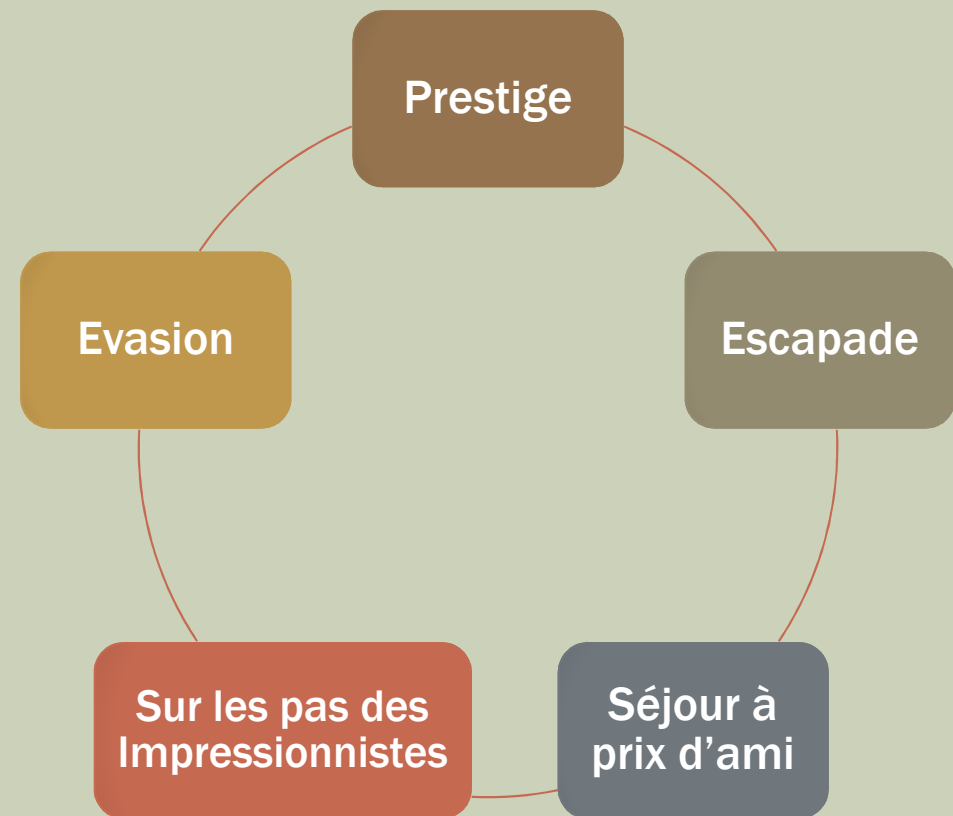 Prestige
Evasion
Escapade
Sur les pas des
Impressionnistes
Séjour à
prix d’ami